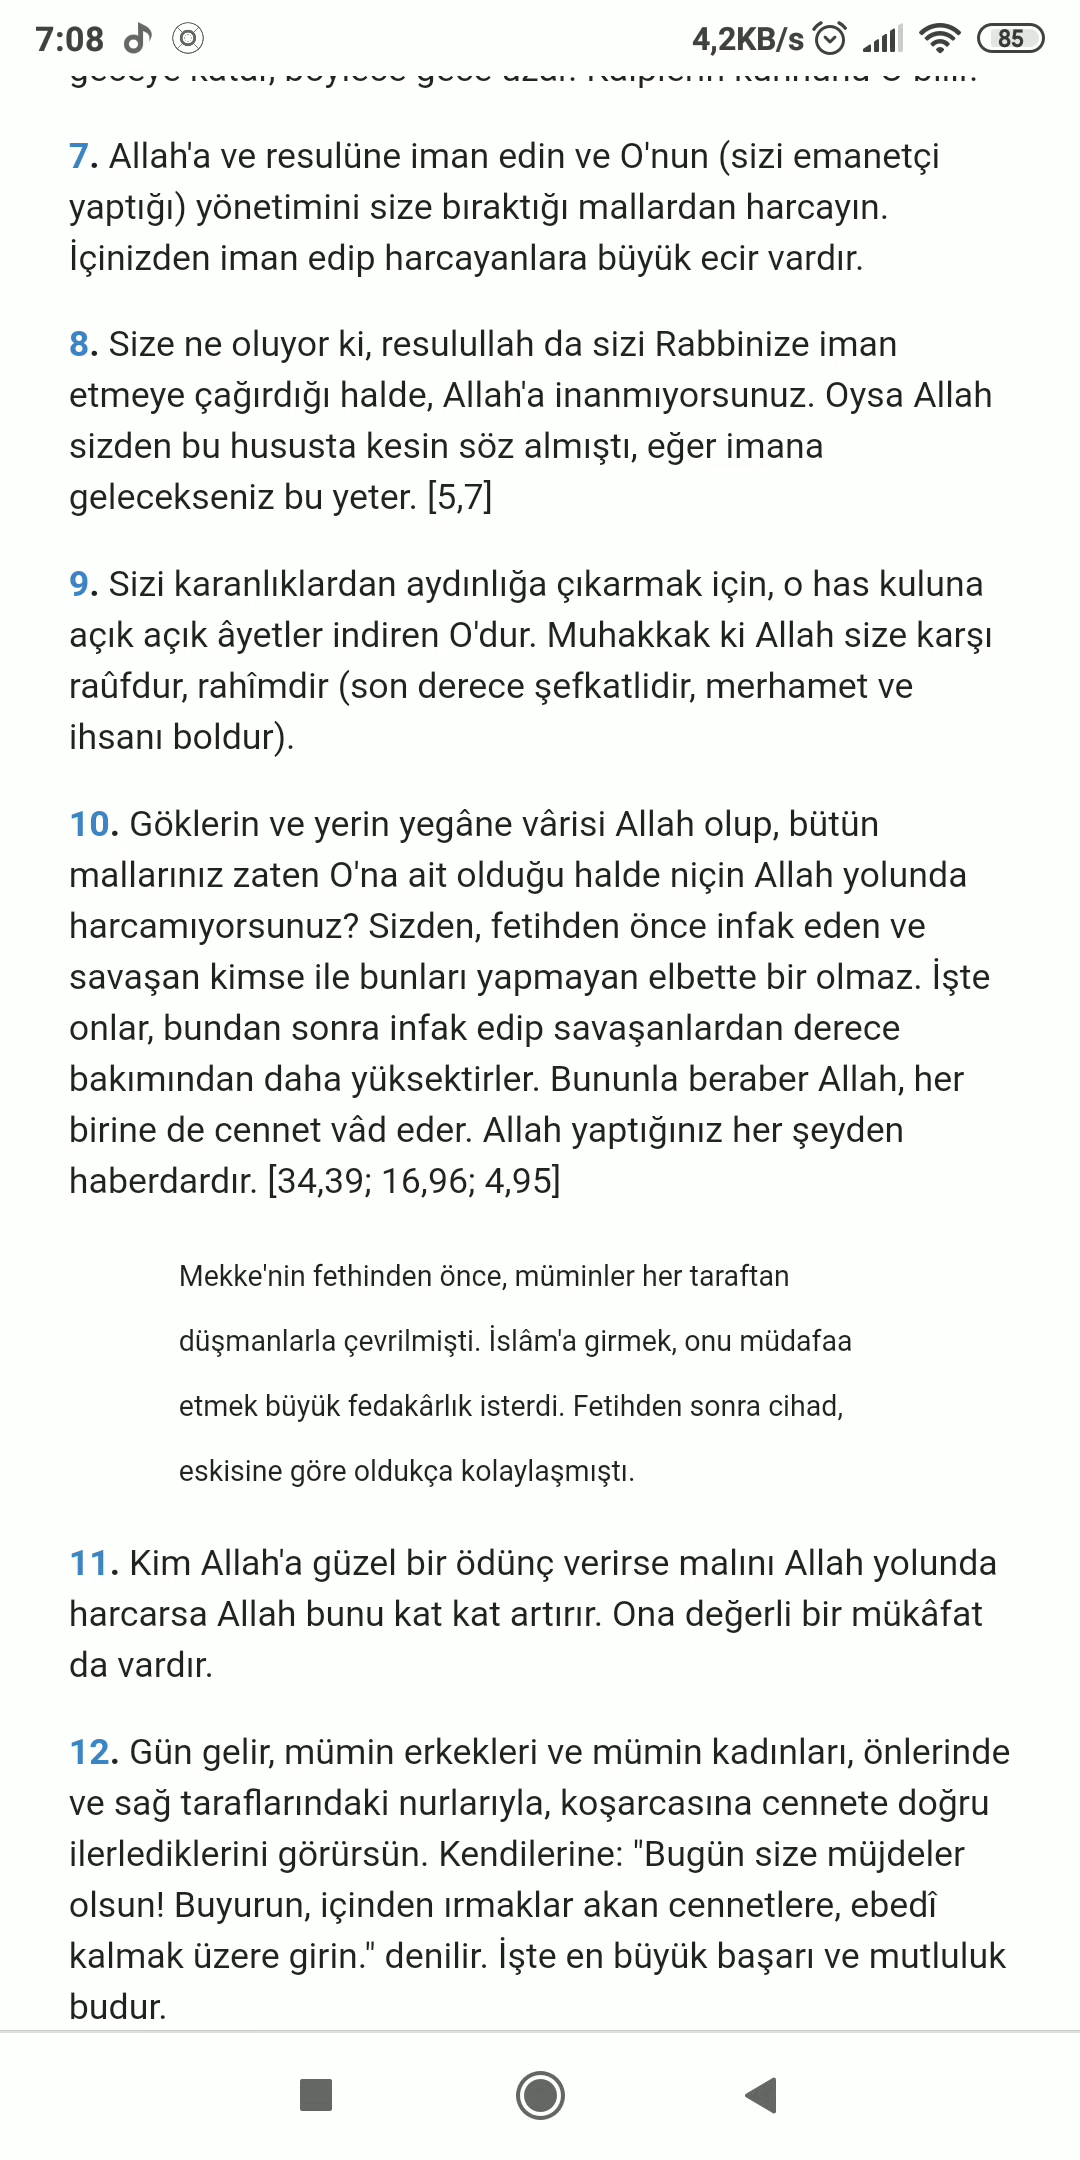 7:08 4,2KB/s 85
7. Allah'a ve resulüne iman edin ve O'nun (sizi emanetçi
yaptığı) yönetimini size bıraktığı mallardan harcayın.
İçinizden iman edip harcayanlara büyük ecir vardır.
8. Size ne oluyor ki, resulullah da sizi Rabbinize iman
etmeye çağırdığı halde, Allah'a inanmıyorsunuz. Oysa Allah
sizden bu hususta kesin söz almıştı, eğer imana
gelecekseniz bu yeter. [5,7]
9. Sizi karanlıklardan aydınlığa çıkarmak için, o has kuluna
açık açık âyetler indiren O'dur. Muhakkak ki Allah size karşı
raûfdur, rahîmdir (son derece şefkatlidir, merhamet ve
ihsanı boldur).
10. Göklerin ve yerin yegâne vârisi Allah olup, bütün
mallarınız zaten O'na ait olduğu halde niçin Allah yolunda
harcamıyorsunuz? Sizden, fetihden önce infak eden ve
savaşan kimse ile bunları yapmayan elbette bir olmaz. İşte
onlar, bundan sonra infak edip savaşanlardan derece
bakımından daha yüksektirler. Bununla beraber Allah, her
birine de cennet vâd eder. Allah yaptığınız her şeyden
haberdardır. [34,39; 16,96; 4,95]
Mekke'nin fethinden önce, müminler her taraftan
düşmanlarla çevrilmişti. İslâm'a girmek, onu müdafaa
etmek büyük fedakârlık isterdi. Fetihden sonra cihad,
eskisine göre oldukça kolaylaşmıştı.
11. Kim Allah'a güzel bir ödünç verirse malını Allah yolunda
harcarsa Allah bunu kat kat artırır. Ona değerli bir mükâfat
da vardır.
12. Gün gelir, mümin erkekleri ve mümin kadınları, önlerinde
ve sağ taraflarındaki nurlarıyla, koşarcasına cennete doğru
ilerlediklerini görürsün. Kendilerine: "Bugün size müjdeler
olsun! Buyurun, içinden ırmaklar akan cennetlere, ebedî
kalmak üzere girin." denilir. İşte en büyük başarı ve mutluluk
budur.